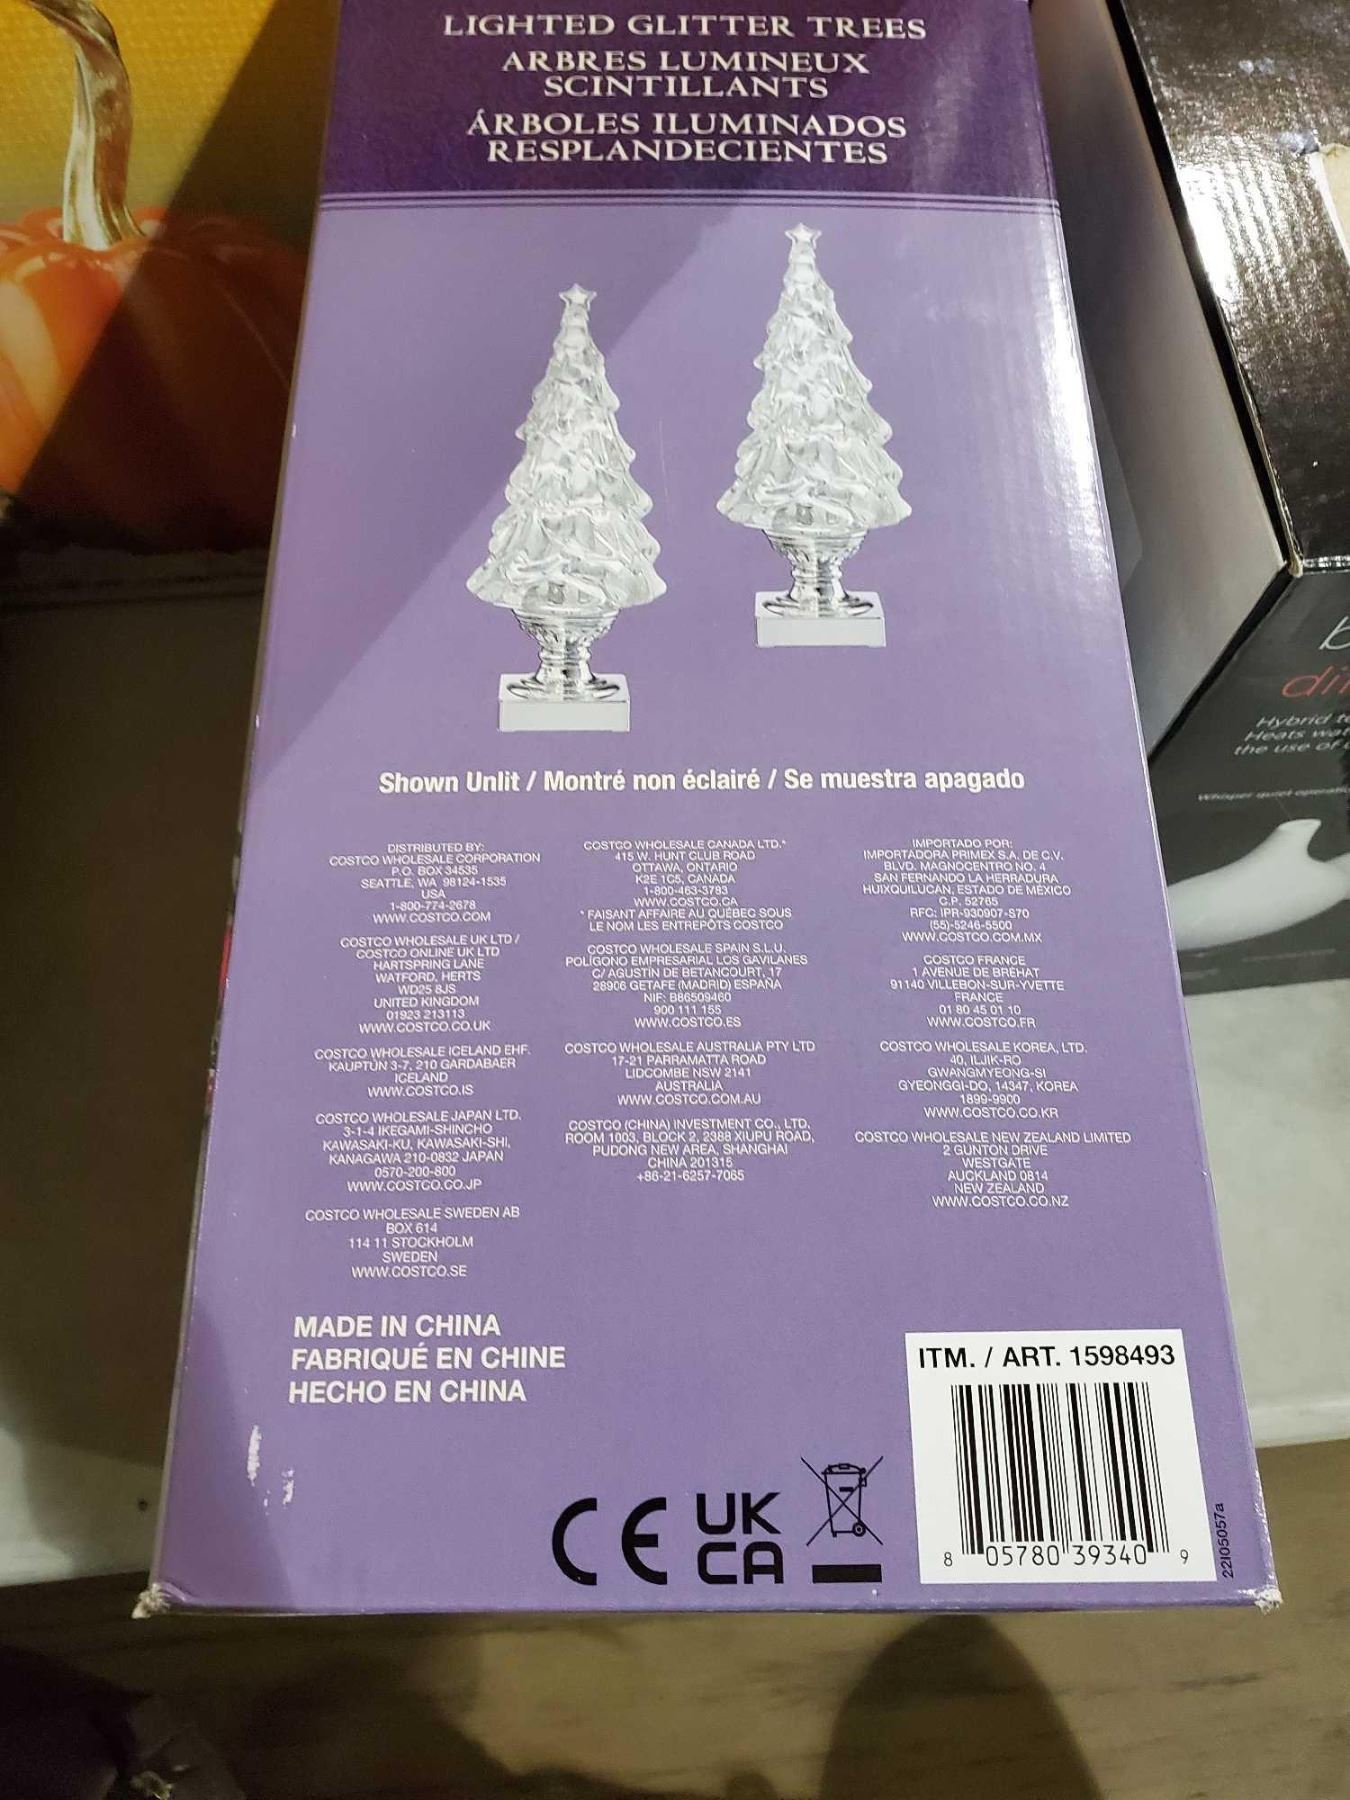 LIGHTED GLITTER TREES
ARBRES LUMINEUX
SCINTILLANTS
ÁRBOLES ILUMINADOS
RESPLANDECIENTES
Shown Unlit / Montré non éclairé / Se muestra apagado
DISTRIBUTED BY:
COSTCO WHOLESALE CORPORATION
P.O. BOX 34535
SEATTLE, WA 98124-1535
USA
1-800-774-2678
WWW.COSTCO.COM
COSTCO WHOLESALE UK LTD /
COSTCO ONLINE UK LTD
HARTSPRING LANE
WATFORD, HERTS
WD25 8JS
UNITED KINGDOM
01923 213113
WWW.COSTCO.CO.UK
COSTCO WHOLESALE ICELAND EHF.
KAUPTÚN 3-7, 210 GARDABAER
ICELAND
WWW.COSTCO.IS
COSTCO WHOLESALE JAPAN LTD.
3-1-4 IKEGAMI-SHINCHO
KAWASAKI-KU, KAWASAKI-SHI,
KANAGAWA 210-0832 JAPAN
0570-200-800
WWW.COSTCO.CO.JP
COSTCO WHOLESALE SWEDEN AB
BOX 614
114 11 STOCKHOLM
SWEDEN
WWW.COSTCO.SE
COSTCO WHOLESALE CANADA LTD.*
415 W. HUNT CLUB ROAD
OTTAWA, ONTARIO
K2E 1C5, CANADA
1-800-463-3783
WWW.COSTCO.CA
* FAISANT AFFAIRE AU QUÉBEC SOUS
LE NOM LES ENTREPÔTS COSTCO
COSTCO WHOLESALE SPAIN S.L.U.
POLÍGONO EMPRESARIAL LOS GAVILANES
C/ AGUSTÍN DE BETANCOURT, 17
28906 GETAFE (MADRID) ESPAÑA
NIF: B86509460
900 111 155
WWW.COSTCO.ES
COSTCO WHOLESALE AUSTRALIA PTY LTD
17-21 PARRAMATTA ROAD
LIDCOMBE NSW 2141
AUSTRALIA
WWW.COSTCO.COM.AU
COSTCO (CHINA) INVESTMENT CO., LTD.
ROOM 1003, BLOCK 2, 2388 XIUPU ROAD,
PUDONG NEW AREA, SHANGHAI
CHINA 201315
+86-21-6257-7065
IMPORTADO POR:
IMPORTADORA PRIMEX S.A. DE C.V.
BLVD. MAGNOCENTRO NO. 4
SAN FERNANDO LA HERRADURA
HUIXQUILUCAN, ESTADO DE MÉXICO
C.P. 52765
RFC: IPR-930907-S70
(55)-5246-5500
WWW.COSTCO.COM.MX
COSTCO FRANCE
1 AVENUE DE BRÉHAT
91140 VILLEBON-SUR-YVETTE
FRANCE
01 80 45 01 10
WWW.COSTCO.FR
COSTCO WHOLESALE KOREA, LTD.
40, ILJIK-RO
GWANGMYEONG-SI
GYEONGGI-DO, 14347, KOREA
1899-9900
WWW.COSTCO.CO.KR
COSTCO WHOLESALE NEW ZEALAND LIMITED
2 GUNTON DRIVE
WESTGATE
AUCKLAND 0814
NEW ZEALAND
WWW.COSTCO.CO.NZ
MADE IN CHINA
FABRIQUÉ EN CHINE
HECHO EN CHINA
CE
UK
CA
ITM. / ART. 1598493
8 05780 39340 9
22I05057a
Hybrid
Heats
the use of